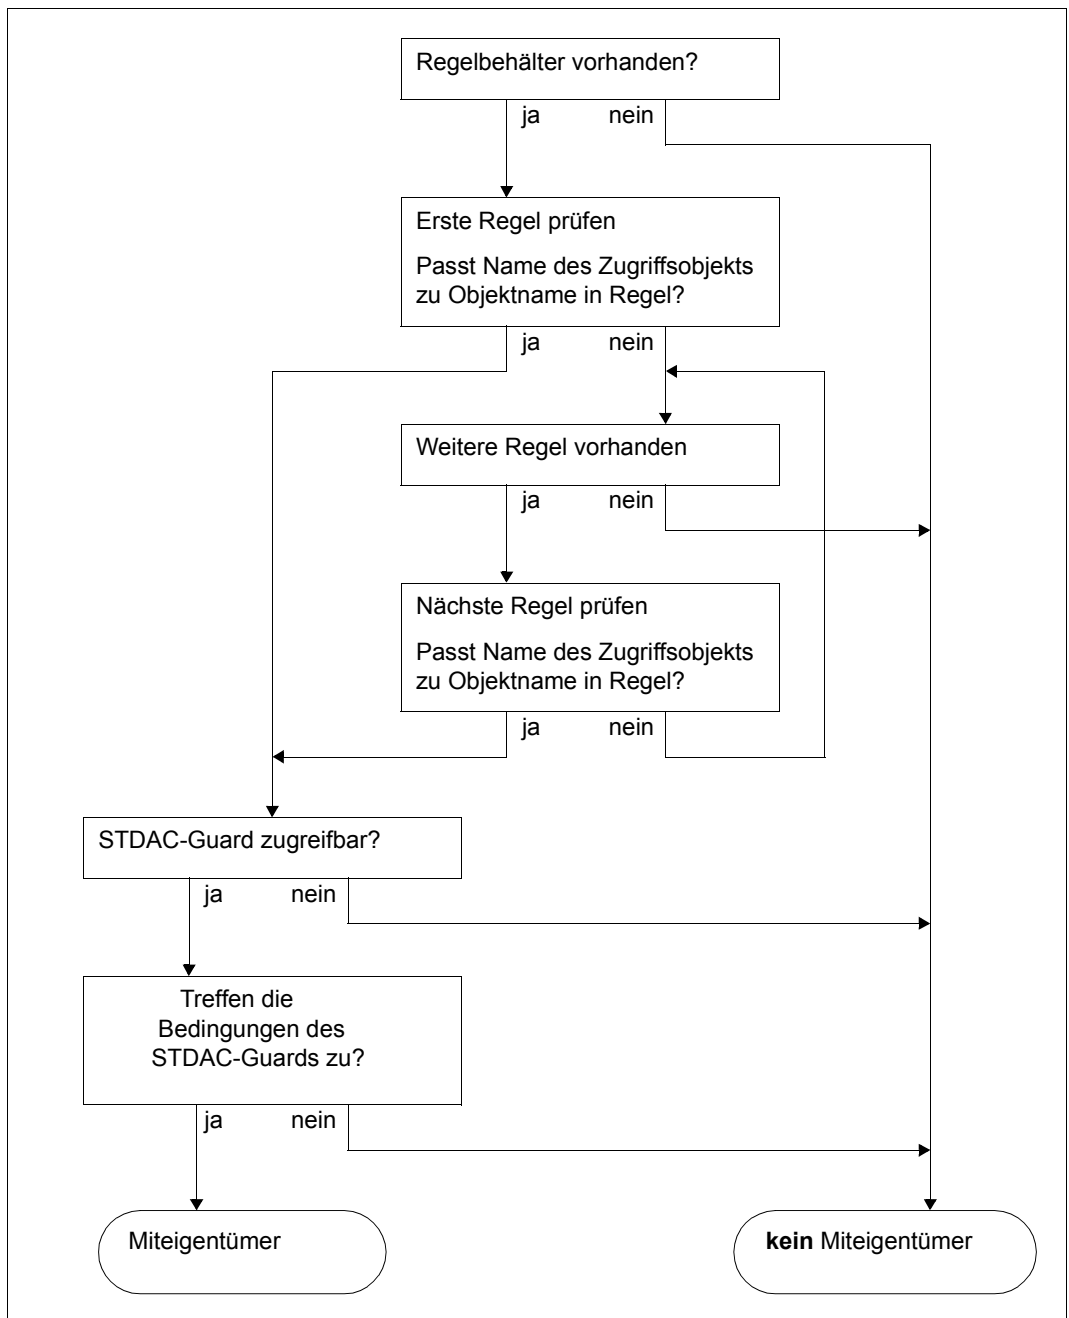 Regelbehälter vorhanden?
ja nein
Erste Regel prüfen
Passt Name des Zugriffsobjekts
zu Objektname in Regel?
ja nein
Weitere Regel vorhanden
ja nein
Nächste Regel prüfen
Passt Name des Zugriffsobjekts
zu Objektname in Regel?
ja nein
STDAC-Guard zugreifbar?
ja nein
Treffen die
Bedingungen des
STDAC-Guards zu?
ja nein
Miteigentümer
kein Miteigentümer